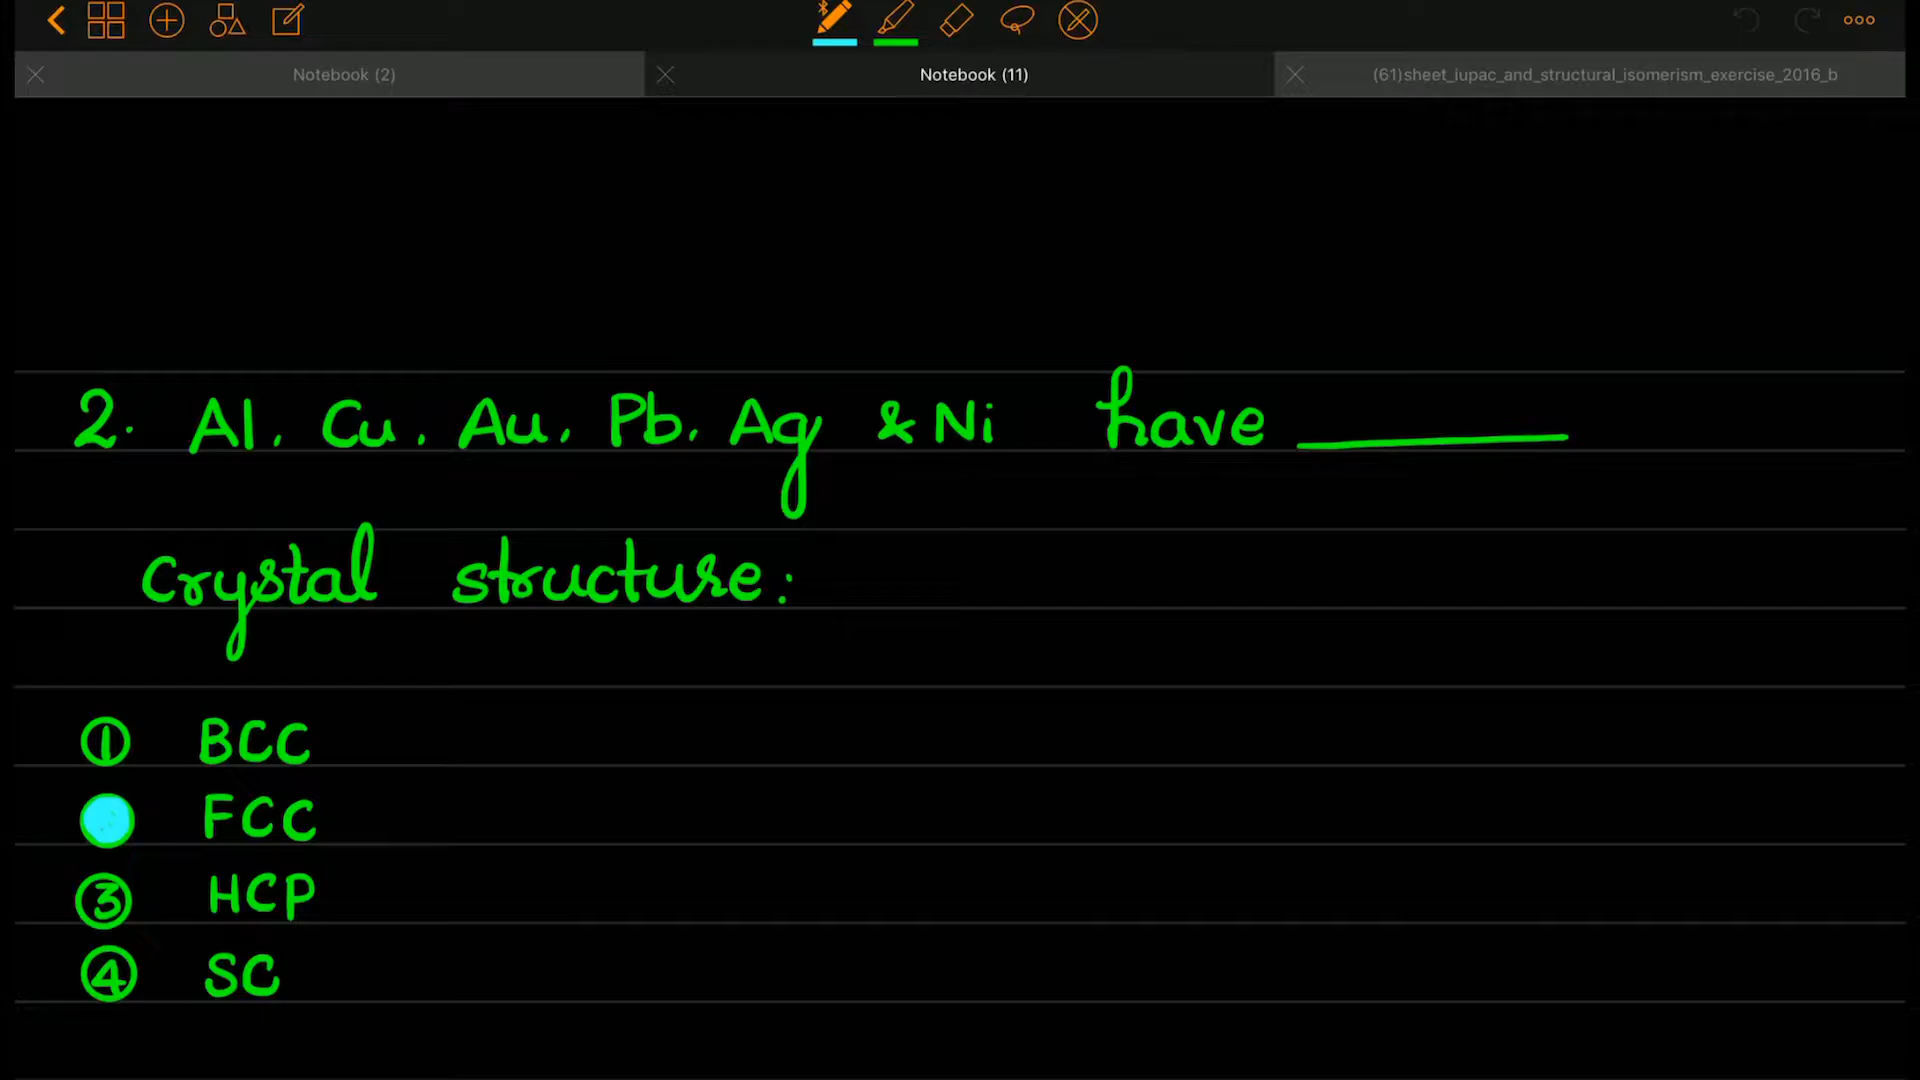 Notebook (2)
Notebook (11)
(61)sheet_iupac_and_structural_isomerism_exercise_2016_b
2. Al, Cu, Au, Pb, Ag & Ni have ______
Crystal structure:
① BCC
FCC
③ HCP
④ SC